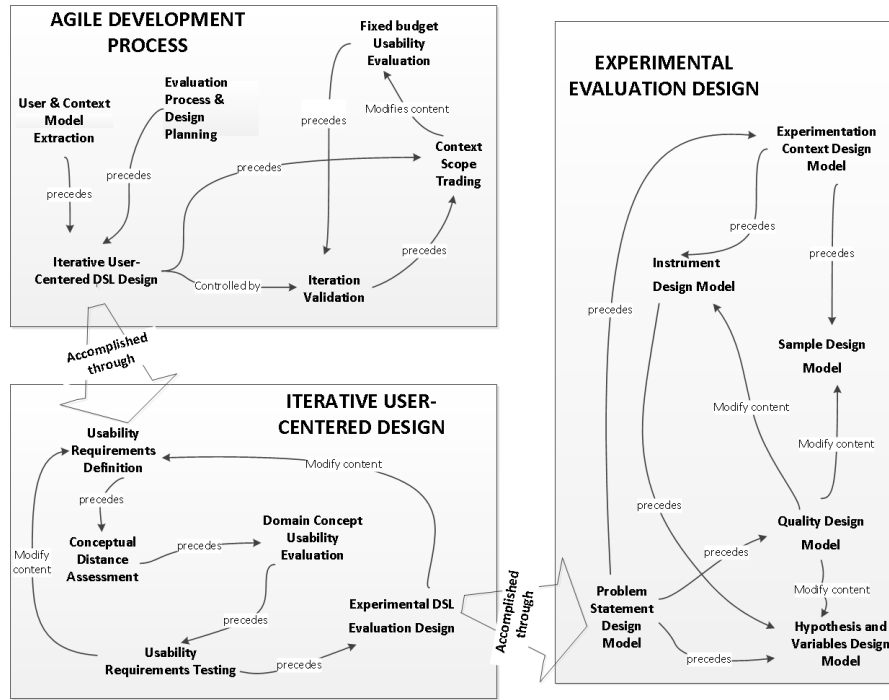 AGILE DEVELOPMENT
PROCESS
Fixed budget
Usability
Evaluation
User & Context
Model
Extraction
Evaluation
Process &
Design
Planning
precedes
Modifies content
Context
Scope
Trading
precedes
precedes
precedes
precedes
Iterative User-
Centered DSL Design
Controlled by
Iteration
Validation
Accomplished
through
ITERATIVE USER-
CENTERED DESIGN
Usability
Requirements
Definition
Modify content
precedes
Conceptual
Distance
Assessment
precedes
Domain Concept
Usability
Evaluation
Modify
content
precedes
Experimental DSL
Evaluation Design
Usability
Requirements Testing
precedes
Accomplished
through
EXPERIMENTAL
EVALUATION DESIGN
Experimentation
Context Design
Model
precedes
precedes
Instrument
Design Model
precedes
Sample Design
Model
Modify content
Modify content
precedes
Quality Design
Model
precedes
Modify content
Problem
Statement
Design
Model
precedes
Hypothesis and
Variables Design
Model